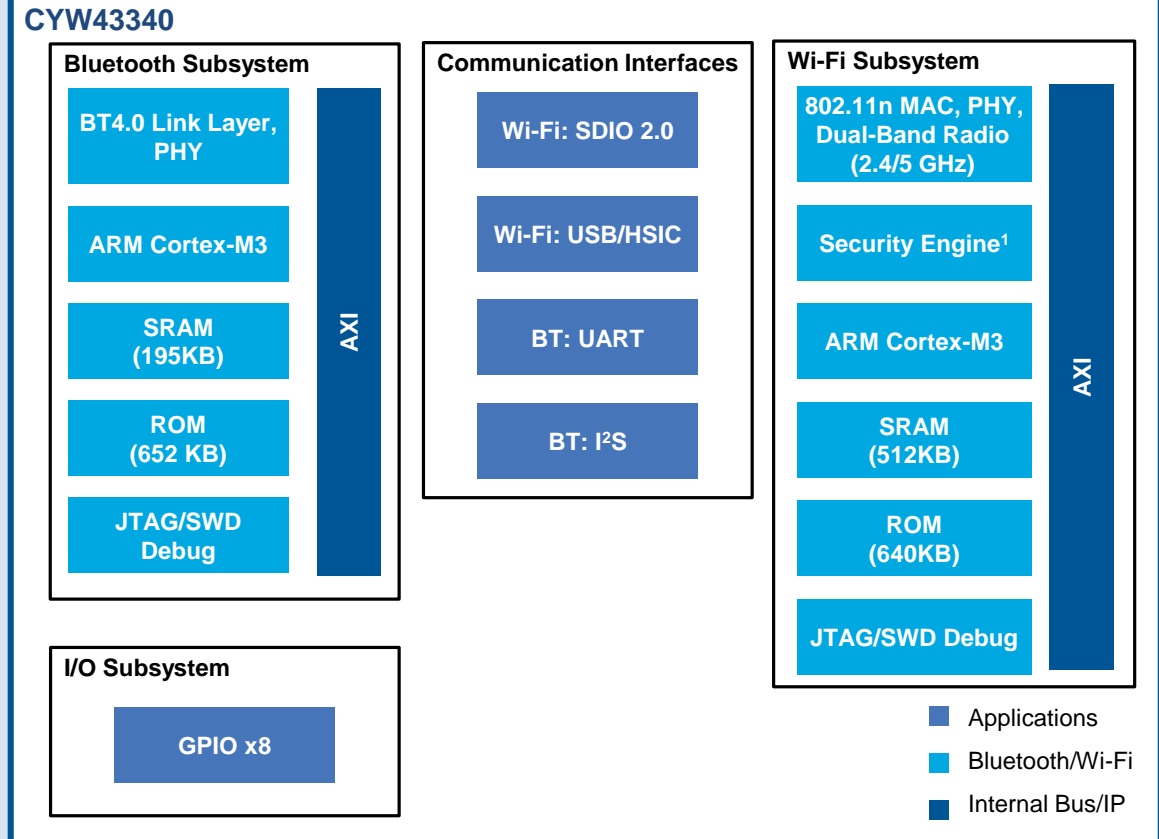 CYW43340
Bluetooth Subsystem
BT4.0 Link Layer,
PHY
ARM Cortex-M3
SRAM
(195KB)
ROM
(652 KB)
JTAG/SWD
Debug
AXI
Communication Interfaces
Wi-Fi: SDIO 2.0
Wi-Fi: USB/HSIC
BT: UART
BT: I²S
Wi-Fi Subsystem
802.11n MAC, PHY,
Dual-Band Radio
(2.4/5 GHz)
Security Engine¹
ARM Cortex-M3
SRAM
(512KB)
ROM
(640KB)
JTAG/SWD Debug
AXI
I/O Subsystem
GPIO x8
Applications
Bluetooth/Wi-Fi
Internal Bus/IP